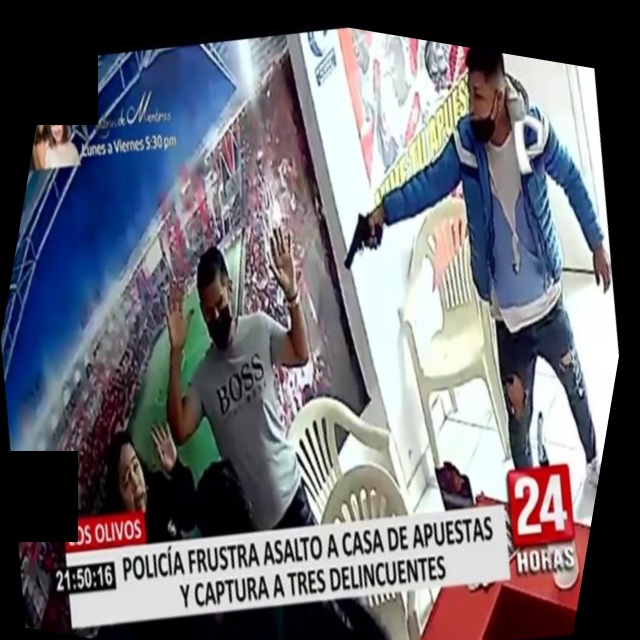 Lunes a Viernes 5:30 pm
BOSS
OS OLIVOS
24
HORAS
21:50:16
POLICÍA FRUSTRA ASALTO A CASA DE APUESTAS
Y CAPTURA A TRES DELINCUENTES